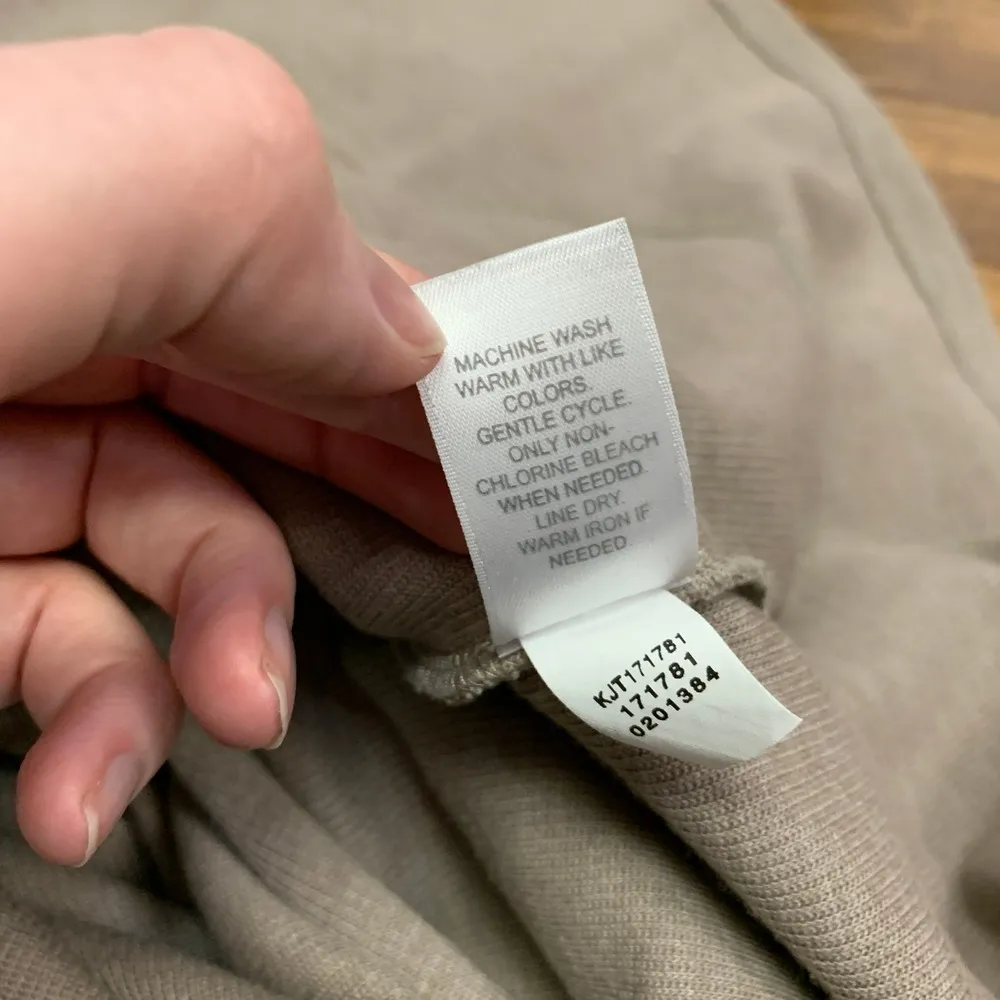 MACHINE WASH
WARM WITH LIKE
COLORS.
GENTLE CYCLE.
ONLY NON-
CHLORINE BLEACH
WHEN NEEDED.
LINE DRY.
WARM IRON IF
NEEDED.
KJT171781
171781
0201384